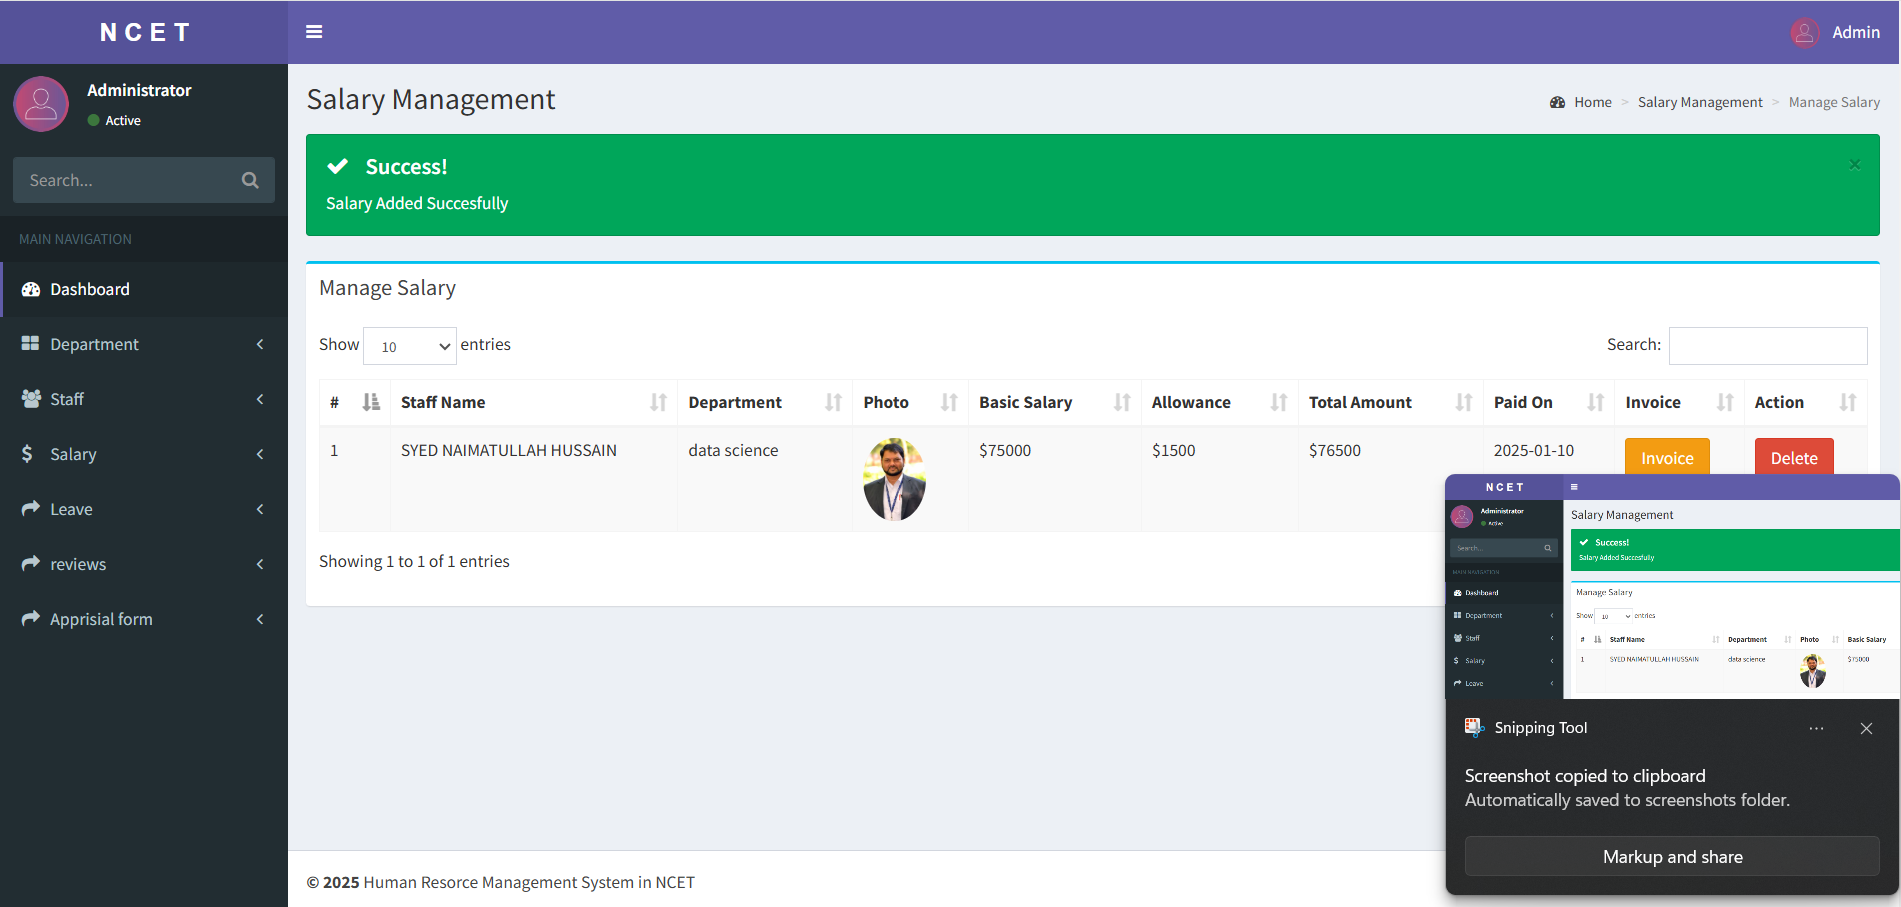 NCET
Admin
Administrator
Active
Search...
MAIN NAVIGATION
Dashboard
Department
Staff
Salary
Leave
reviews
Apprisial form
Salary Management
Home > Salary Management > Manage Salary
Success!
×
Salary Added Succesfully
Manage Salary
Show 10 entries
Search:
# Staff Name Department Photo Basic Salary Allowance Total Amount Paid On Invoice Action
1 SYED NAIMATULLAH HUSSAIN data science $75000 $1500 $76500 2025-01-10 Invoice Delete
Showing 1 to 1 of 1 entries
© 2025 Human Resorce Management System in NCET
NCET
Administrator
Active
Search...
MAIN NAVIGATION
Dashboard
Department
Staff
Salary
Leave
Salary Management
Success!
Salary Added Succesfully
Manage Salary
Show 10 entries
# Staff Name Department Photo Basic Salary
1 SYED NAIMATULLAH HUSSAIN data science $75000
Snipping Tool
Screenshot copied to clipboard
Automatically saved to screenshots folder.
Markup and share